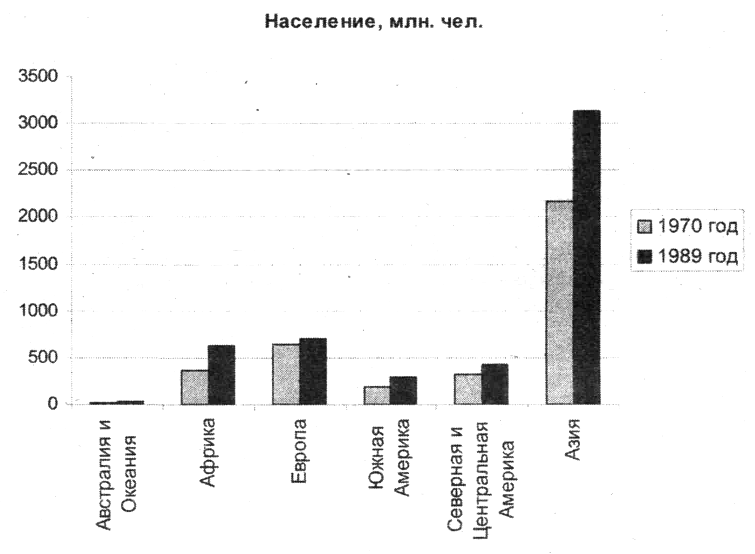 Население, млн. чел.
3500
3000
2500
2000
1500
1000
500
0
Австралия и
Океания
Африка
Европа
Южная
Америка
Северная и
Центральная
Америка
Азия
1970 год
1989 год